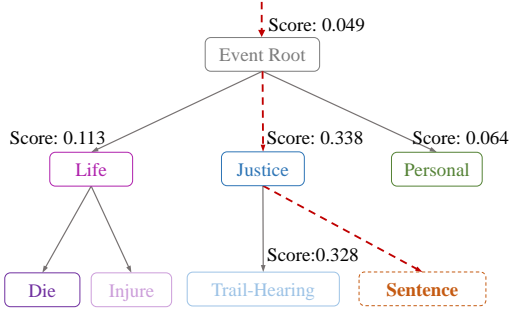 Score: 0.049
Event Root
Score: 0.113
Score: 0.338
Score: 0.064
Life
Justice
Personal
Score:0.328
Die
Injure
Trail-Hearing
Sentence